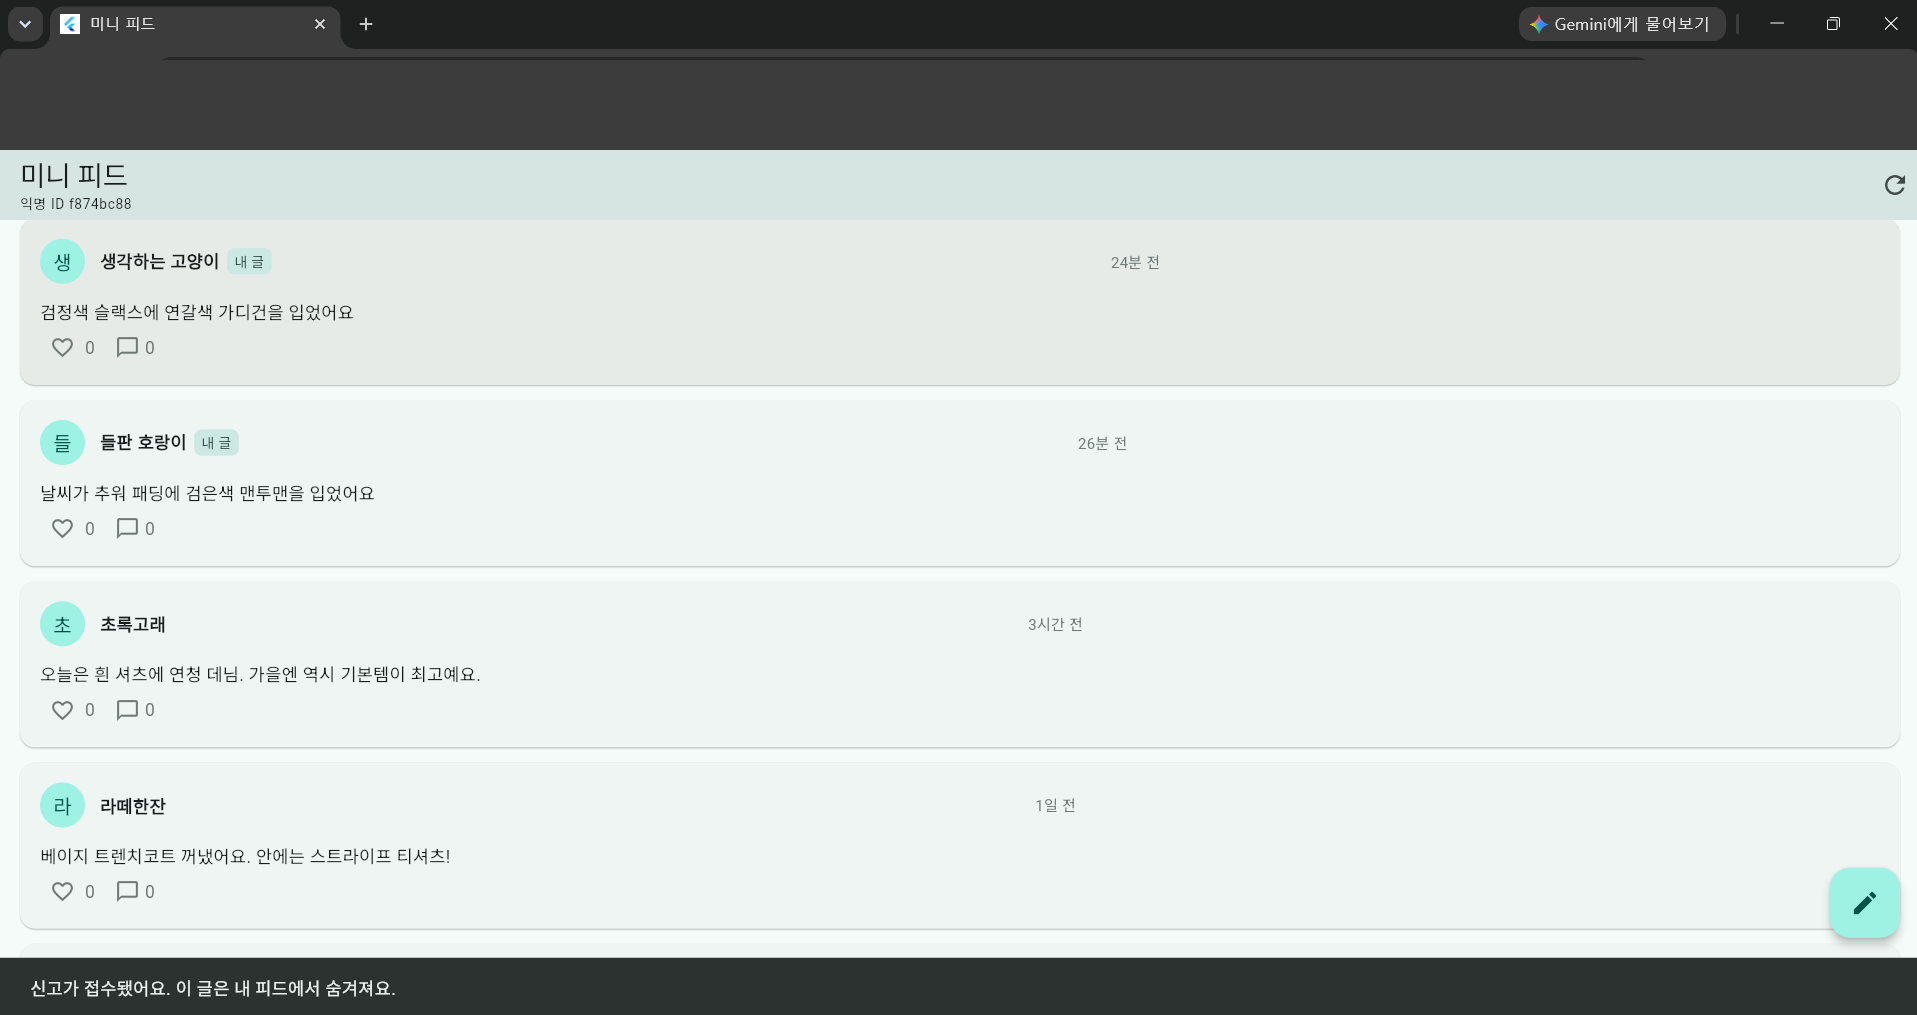 미니 피드
Gemini에게 물어보기
미니 피드
익명 ID f874bc88
생 생각하는 고양이 내 글 24분 전
검정색 슬랙스에 연갈색 가디건을 입었어요
0 0
들 들판 호랑이 내 글 26분 전
날씨가 추워 패딩에 검은색 맨투맨을 입었어요
0 0
초 초록고래 3시간 전
오늘은 흰 셔츠에 연청 데님. 가을엔 역시 기본템이 최고예요.
0 0
라 라떼한잔 1일 전
베이지 트렌치코트 꺼냈어요. 안에는 스트라이프 티셔츠!
0 0
신고가 접수됐어요. 이 글은 내 피드에서 숨겨져요.